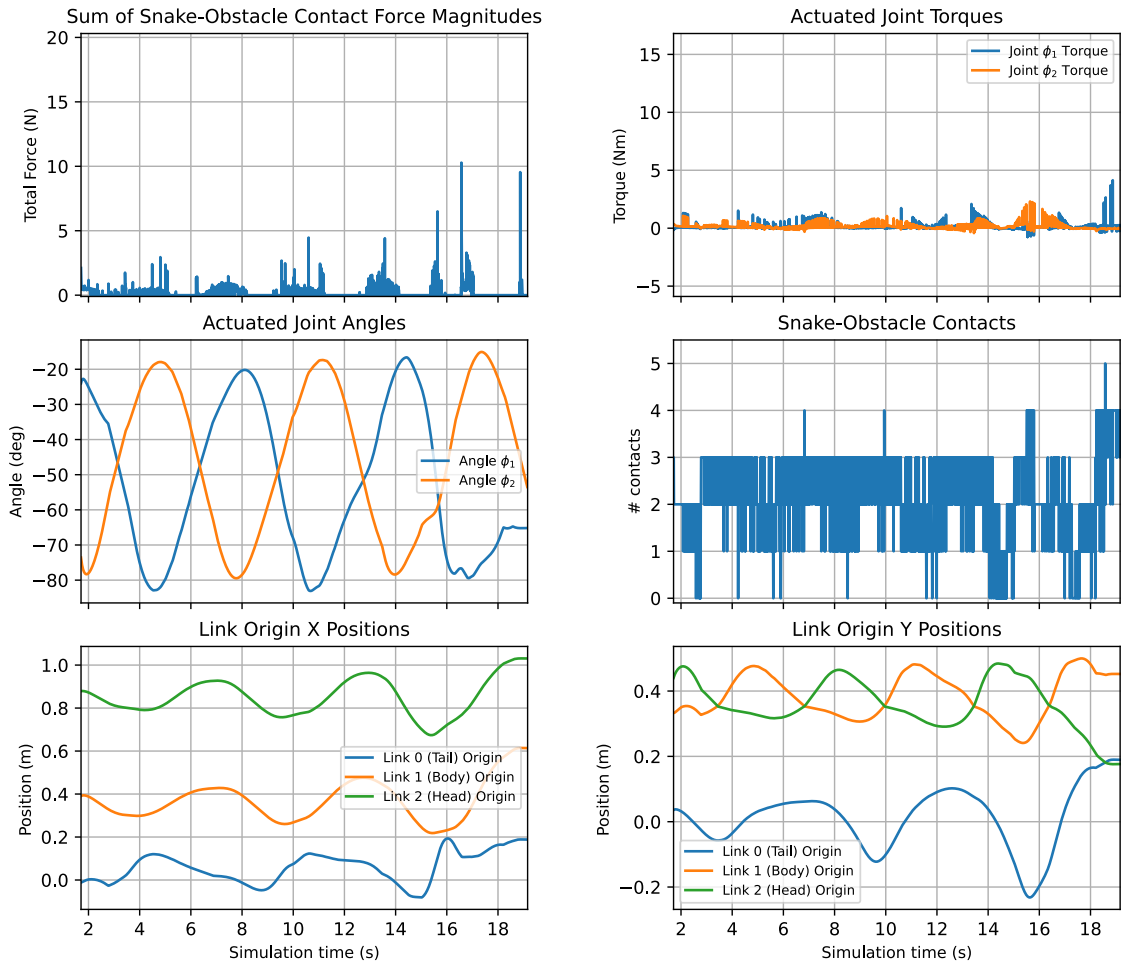 Sum of Snake-Obstacle Contact Force Magnitudes
20
15
10
5
0
Total Force (N)
Actuated Joint Torques
15
10
5
0
−5
Torque (Nm)
Joint ϕ1 Torque
Joint ϕ2 Torque
Actuated Joint Angles
−20
−30
−40
−50
−60
−70
−80
Angle (deg)
Angle ϕ1
Angle ϕ2
Snake-Obstacle Contacts
5
4
3
2
1
0
# contacts
Link Origin X Positions
1.0
0.8
0.6
0.4
0.2
0.0
Position (m)
Link 0 (Tail) Origin
Link 1 (Body) Origin
Link 2 (Head) Origin
2 4 6 8 10 12 14 16 18
Simulation time (s)
Link Origin Y Positions
0.4
0.2
0.0
−0.2
Position (m)
Link 0 (Tail) Origin
Link 1 (Body) Origin
Link 2 (Head) Origin
2 4 6 8 10 12 14 16 18
Simulation time (s)